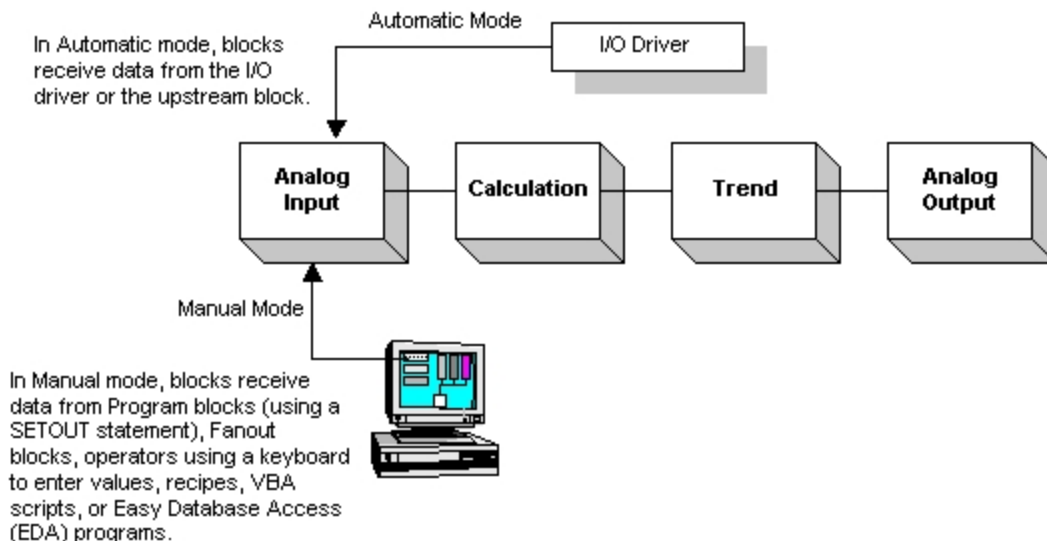 Automatic Mode
I/O Driver
In Automatic mode, blocks
receive data from the I/O
driver or the upstream block.
Analog
Input
Calculation
Trend
Analog
Output
Manual Mode
In Manual mode, blocks receive
data from Program blocks (using a
SETOUT statement), Fanout
blocks, operators using a keyboard
to enter values, recipes, VBA
scripts, or Easy Database Access
(EDA) programs.